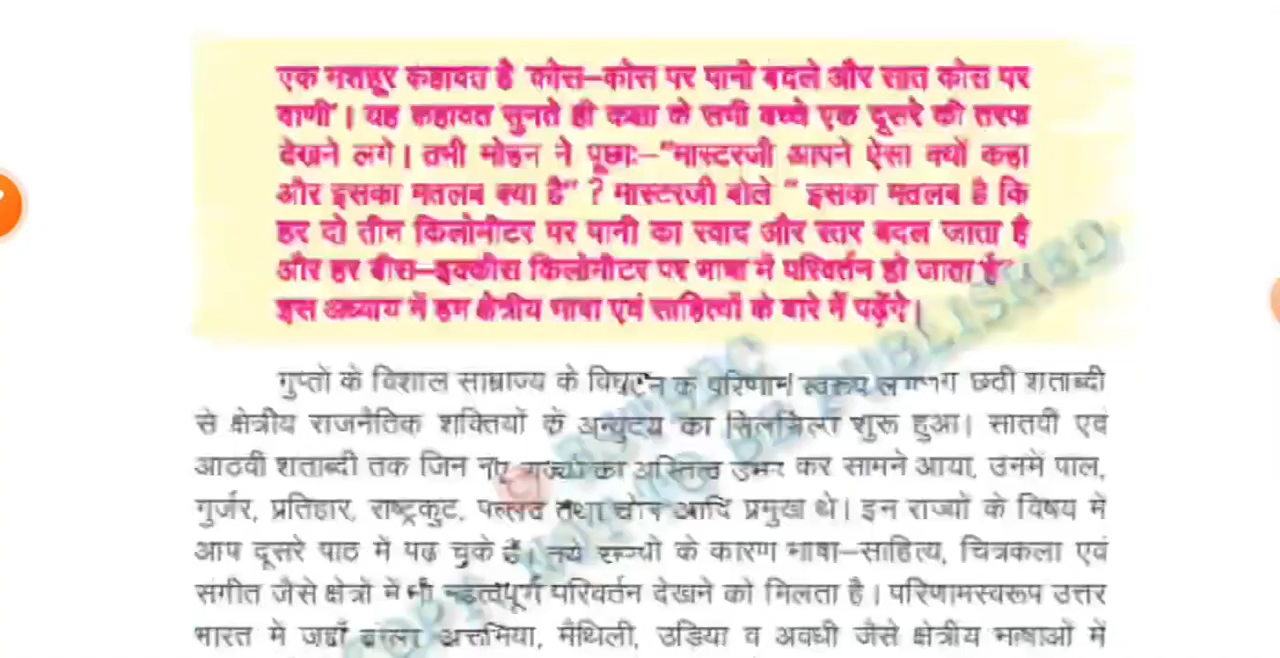 एक मशहूर कहावत है 'कोस–कोस पर पानी बदले और सात कोस पर
वाणी'। यह कहावत सुनते ही कक्षा के सभी बच्चे एक दूसरे की तरफ
देखने लगे। तभी मोहन ने पूछाः–"मास्टरजी आपने ऐसा क्यों कहा
और इसका मतलब क्या है" ? मास्टरजी बोले " इसका मतलब है कि
हर दो तीन किलोमीटर पर पानी का स्वाद और स्तर बदल जाता है
और हर बीस–इक्कीस किलोमीटर पर भाषा में परिवर्तन हो जाता है"।
इस अध्याय में हम क्षेत्रीय भाषा एवं साहित्यों के बारे में पढ़ेंगे।
गुप्तों के विशाल साम्राज्य के विघटन के परिणाम स्वरूप लगभग छठी शताब्दी
से क्षेत्रीय राजनैतिक शक्तियों के अभ्युदय का सिलसिला शुरू हुआ। सातवीं एवं
आठवीं शताब्दी तक जिन नए राज्यों का अस्तित्व उभर कर सामने आया, उनमें पाल,
गुर्जर, प्रतिहार, राष्ट्रकुट, पल्लव तथा चोल आदि प्रमुख थे। इन राज्यों के विषय में
आप दूसरे पाठ में पढ़ चुके हैं। नये राज्यों के कारण भाषा–साहित्य, चित्रकला एवं
संगीत जैसे क्षेत्रों में भी महत्वपूर्ण परिवर्तन देखने को मिलता है। परिणामस्वरूप उत्तर
भारत में जहाँ बंगला, असमिया, मैथिली, उड़िया व अवधी जैसे क्षेत्रीय भाषाओं में
BE PUBLISHED